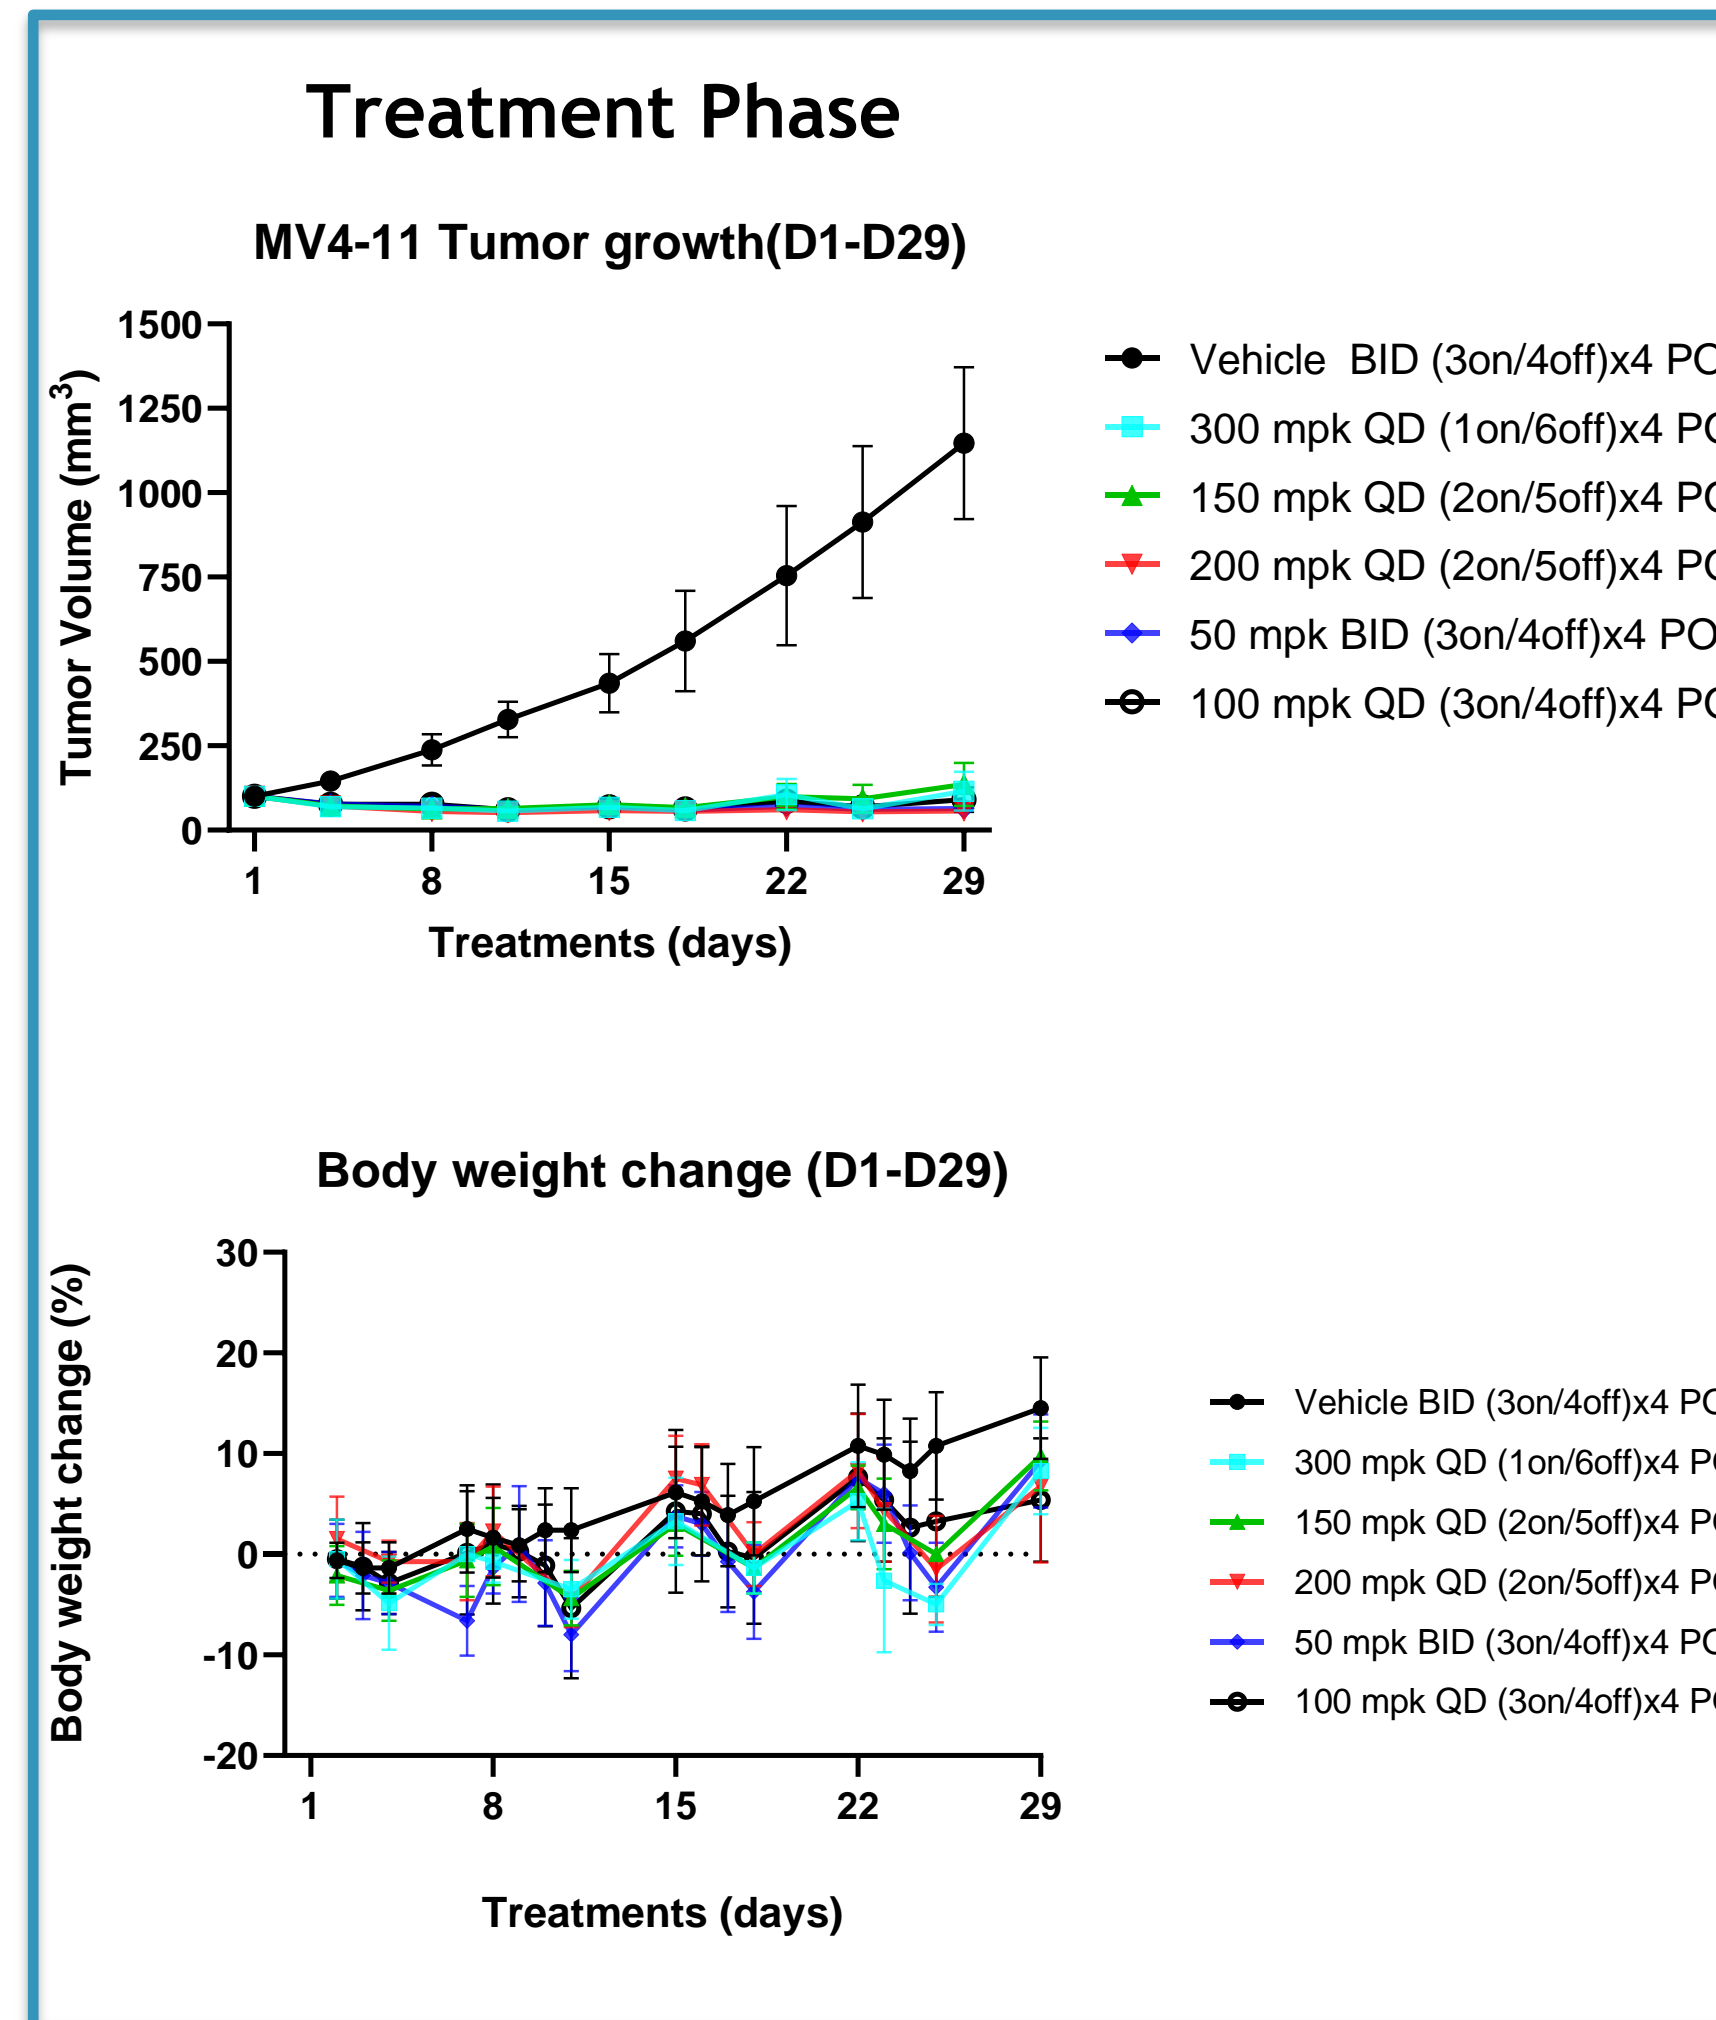 Treatment Phase
MV4-11 Tumor growth(D1-D29)
Tumor Volume (mm³)
1500
1250
1000
750
500
250
0
1 8 15 22 29
Treatments (days)
Vehicle BID (3on/4off)x4 PO
300 mpk QD (1on/6off)x4 PO
150 mpk QD (2on/5off)x4 PO
200 mpk QD (2on/5off)x4 PO
50 mpk BID (3on/4off)x4 PO
100 mpk QD (3on/4off)x4 PO
Body weight change (D1-D29)
Body weight change (%)
30
20
10
0
-10
-20
1 8 15 22 29
Treatments (days)
Vehicle BID (3on/4off)x4 PO
300 mpk QD (1on/6off)x4 PO
150 mpk QD (2on/5off)x4 PO
200 mpk QD (2on/5off)x4 PO
50 mpk BID (3on/4off)x4 PO
100 mpk QD (3on/4off)x4 PO